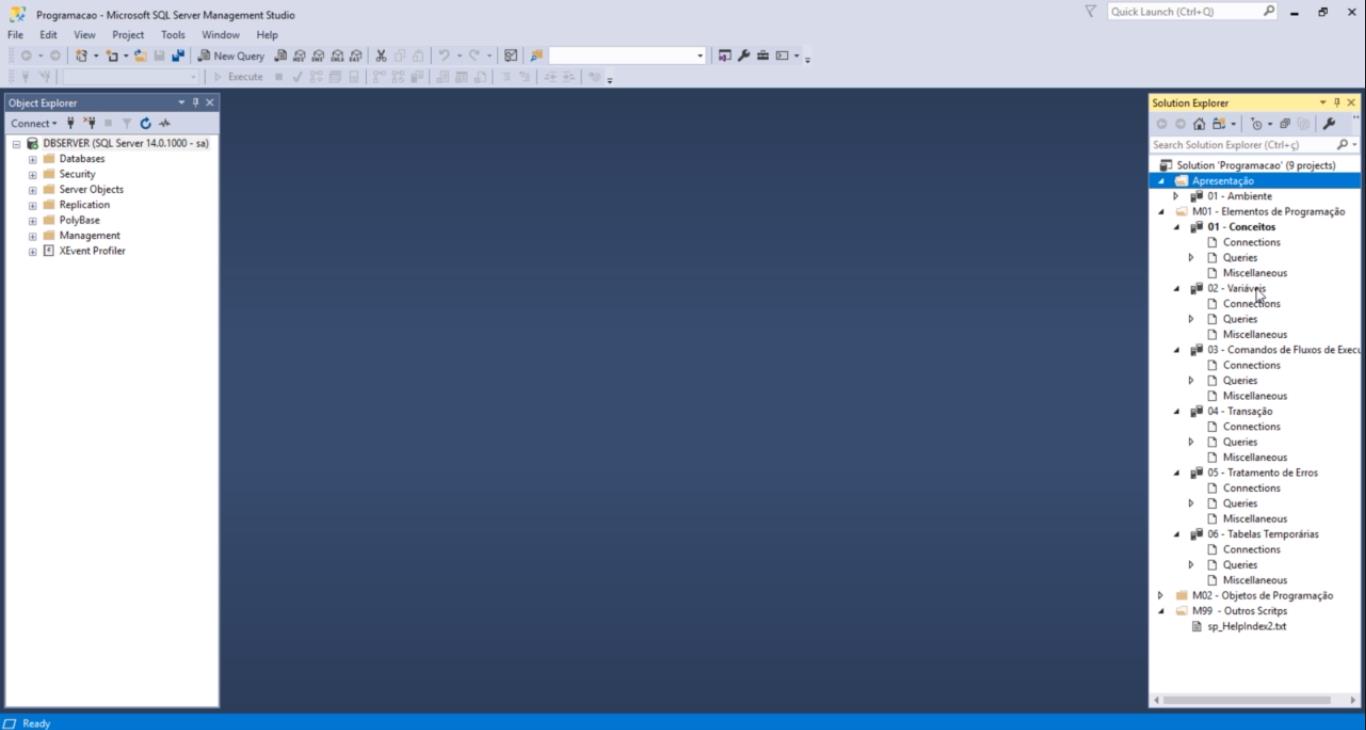 Programacao - Microsoft SQL Server Management Studio
Quick Launch (Ctrl+Q)
File Edit View Project Tools Window Help
New Query
Execute
Object Explorer
Connect
DBSERVER (SQL Server 14.0.1000 - sa)
Databases
Security
Server Objects
Replication
PolyBase
Management
XEvent Profiler
Solution Explorer
Search Solution Explorer (Ctrl+ç)
Solution 'Programacao' (9 projects)
Apresentação
01 - Ambiente
M01 - Elementos de Programação
01 - Conceitos
Connections
Queries
Miscellaneous
02 - Variáveis
Connections
Queries
Miscellaneous
03 - Comandos de Fluxos de Execu
Connections
Queries
Miscellaneous
04 - Transação
Connections
Queries
Miscellaneous
05 - Tratamento de Erros
Connections
Queries
Miscellaneous
06 - Tabelas Temporárias
Connections
Queries
Miscellaneous
M02 - Objetos de Programação
M99 - Outros Scritps
sp_HelpIndex2.txt
Ready